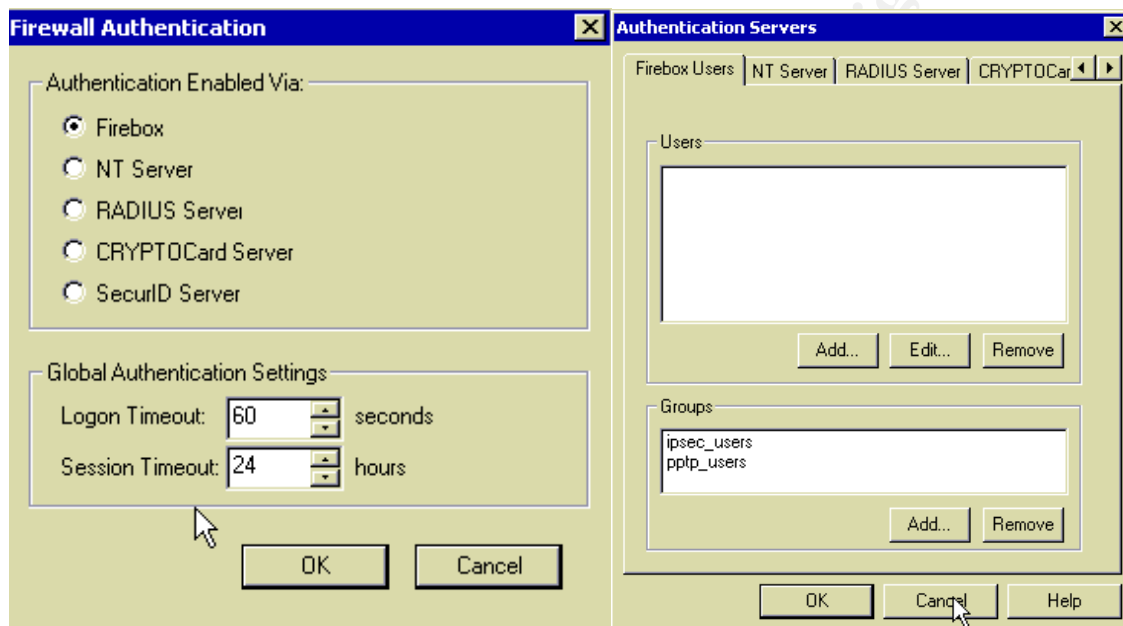 Firewall Authentication
Authentication Enabled Via:
Firebox
NT Server
RADIUS Server
CRYPTOCard Server
SecurID Server
Global Authentication Settings
Logon Timeout: 60 seconds
Session Timeout: 24 hours
OK Cancel
Authentication Servers
Firebox Users NT Server RADIUS Server CRYPTOCar
Users
Add... Edit... Remove
Groups
ipsec_users
pptp_users
Add... Remove
OK Cancel Help